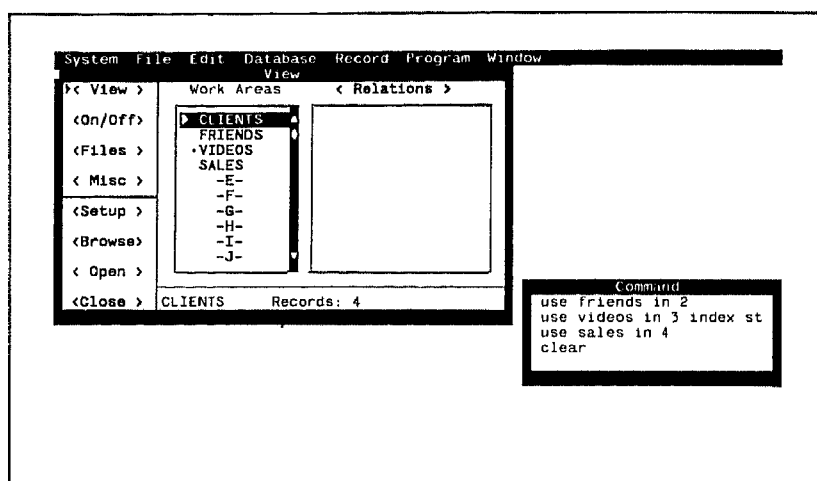 System File Edit Database Record Program Window
View
< View >
<On/Off>
<Files >
< Misc >
<Setup >
<Browse>
< Open >
<Close >
Work Areas
< Relations >
CLIENTS
FRIENDS
•VIDEOS
SALES
-E-
-F-
-G-
-H-
-I-
-J-
CLIENTS Records: 4
Command
use friends in 2
use videos in 3 index st
use sales in 4
clear